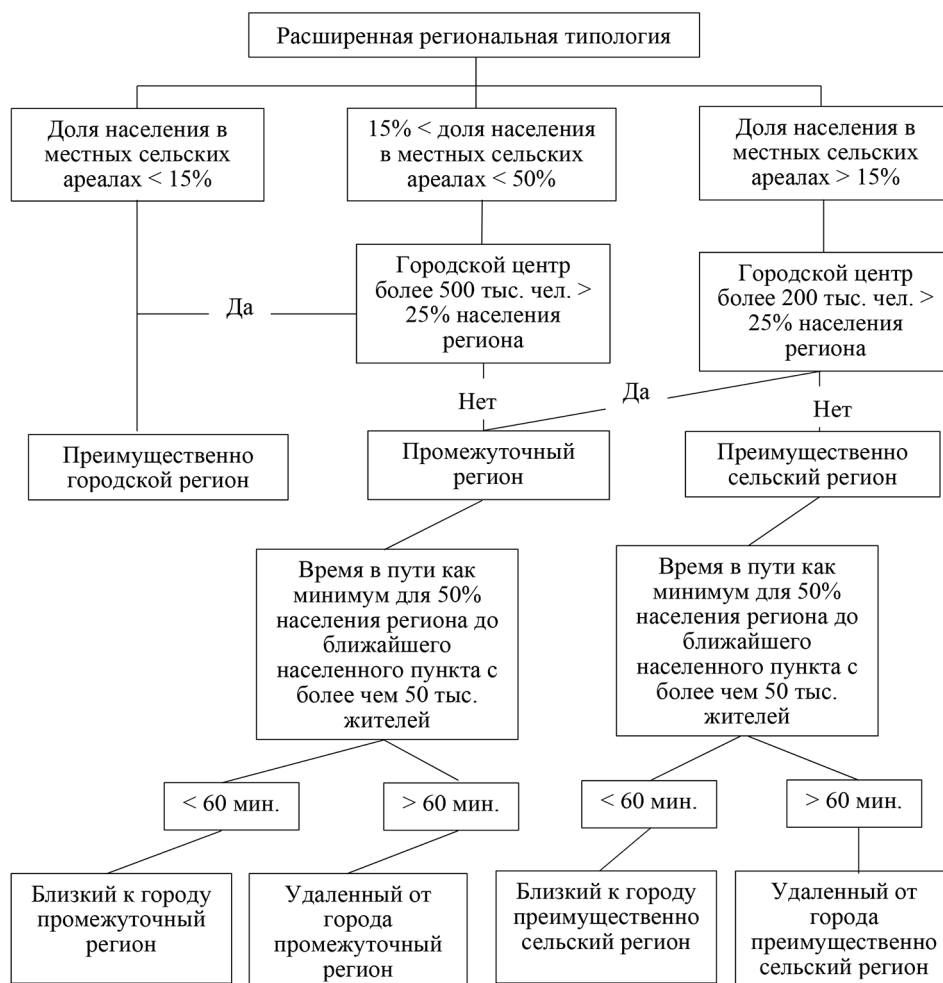 Расширенная региональная типология
Доля населения в
местных сельских
ареалах < 15%
15% < доля населения
в местных сельских
ареалах < 50%
Доля населения в
местных сельских
ареалах > 15%
Городской центр
более 500 тыс. чел. >
25% населения
региона
Городской центр
более 200 тыс. чел. >
25% населения
региона
Да
Нет
Да
Нет
Преимущественно
городской регион
Промежуточный
регион
Преимущественно
сельский регион
Время в пути как
минимум для 50%
населения региона до
ближайшего
населенного пункта с
более чем 50 тыс.
жителей
Время в пути как
минимум для 50%
населения региона до
ближайшего
населенного пункта с
более чем 50 тыс.
жителей
< 60 мин.
> 60 мин.
< 60 мин.
> 60 мин.
Близкий к городу
промежуточный
регион
Удаленный от
города
промежуточный
регион
Близкий к городу
преимущественно
сельский регион
Удаленный от
города
преимущественно
сельский регион